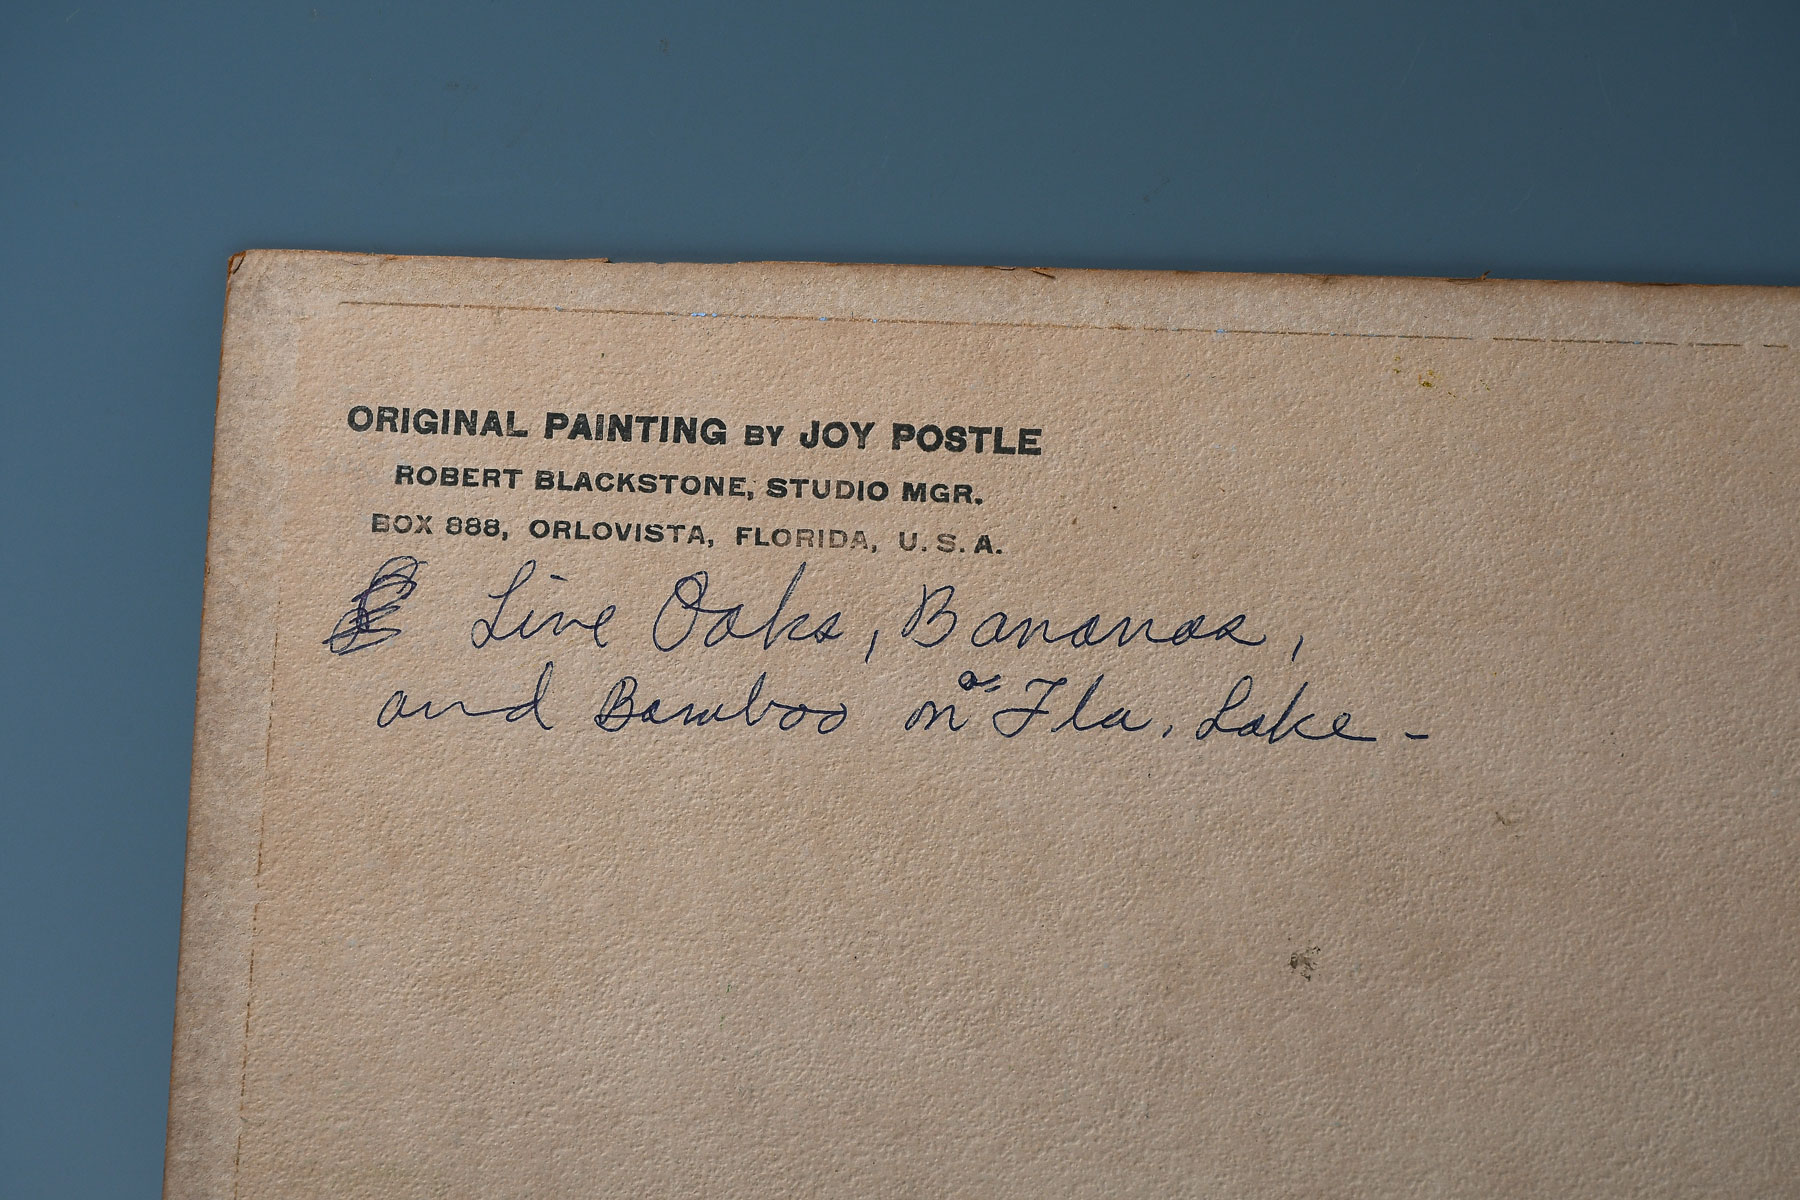 ORIGINAL PAINTING BY JOY POSTLE
ROBERT BLACKSTONE, STUDIO MGR.
BOX 888, ORLOVISTA, FLORIDA, U.S.A.
Live Oaks, Bananas,
and Bamboo on a Fla. Lake -